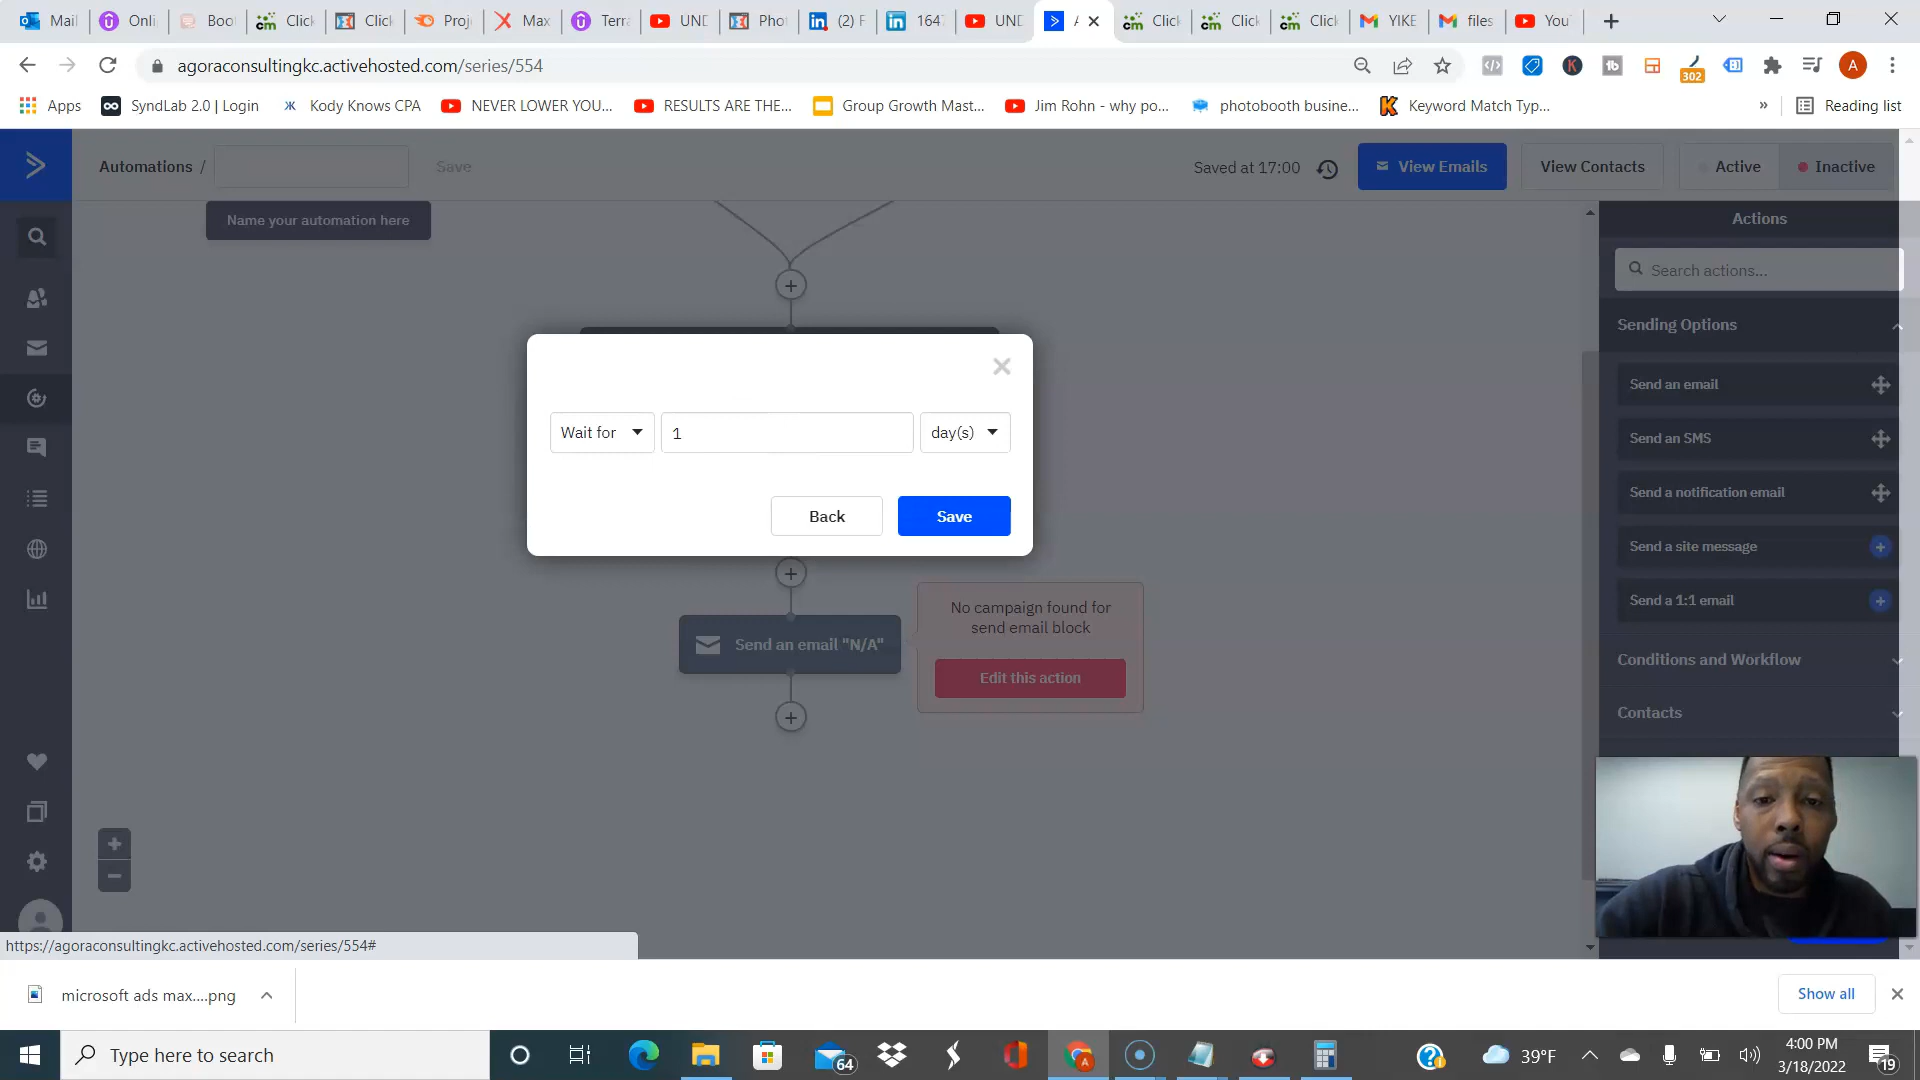 Mail
Onli
Boot
Click
Click
Proj
Max
Terra
UND
Pho
(2) F
1647
UND
Click
Click
Click
YIKE
files
You
agoraconsultingkc.activehosted.com/series/554
302
A
Apps
SyndLab 2.0 | Login
Kody Knows CPA
NEVER LOWER YOU...
RESULTS ARE THE...
Group Growth Mast...
Jim Rohn - why po...
photobooth busine...
Keyword Match Typ...
»
Reading list
Automations /
Save
Saved at 17:00
View Emails
View Contacts
Active
Inactive
Name your automation here
Actions
Search actions...
Sending Options
Send an email
Send an SMS
Send a notification email
Send a site message
Send a 1:1 email
Conditions and Workflow
Contacts
Wait for
1
day(s)
Back
Save
Send an email "N/A"
No campaign found for
send email block
Edit this action
https://agoraconsultingkc.activehosted.com/series/554#
microsoft ads max....png
Show all
Type here to search
64
39°F
4:00 PM
3/18/2022
19